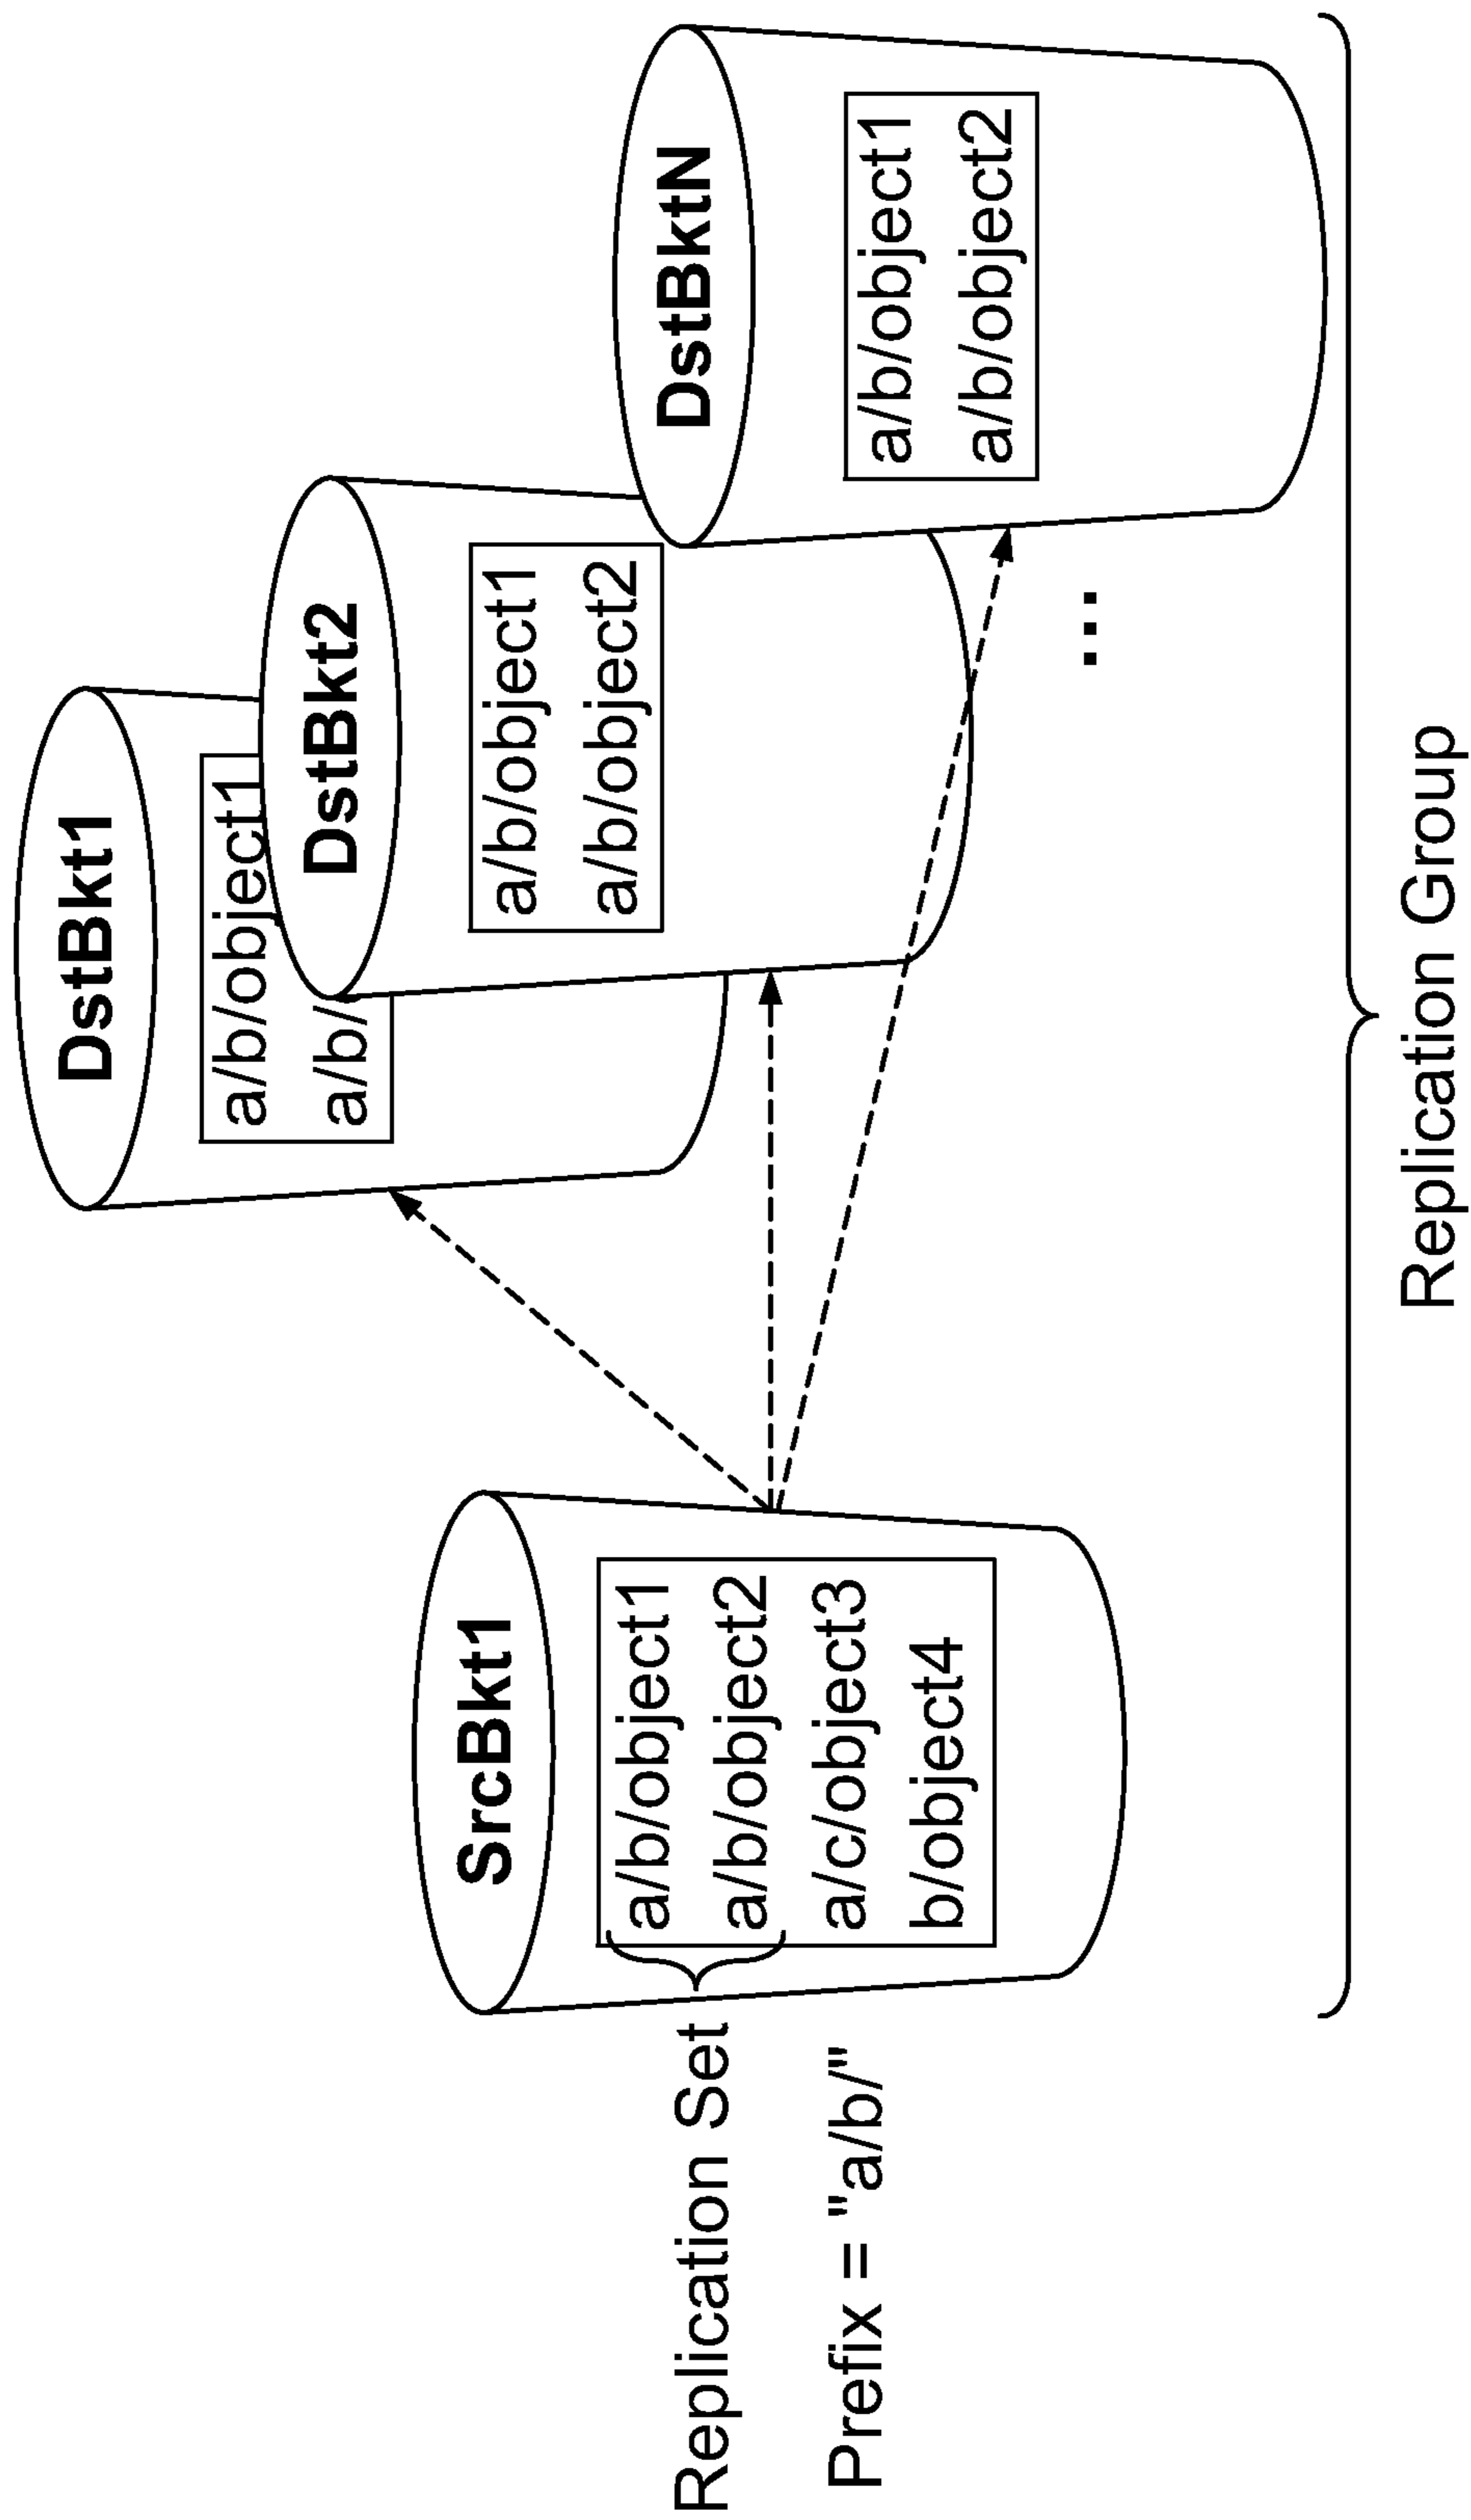 DstBkt1
a/b/object1
a/b/
DstBkt2
a/b/object1
a/b/object2
DstBktN
a/b/object1
a/b/object2
...
SrcBkt1
a/b/object1
a/b/object2
a/c/object3
b/object4
Replication Set
Prefix = "a/b/"
Replication Group